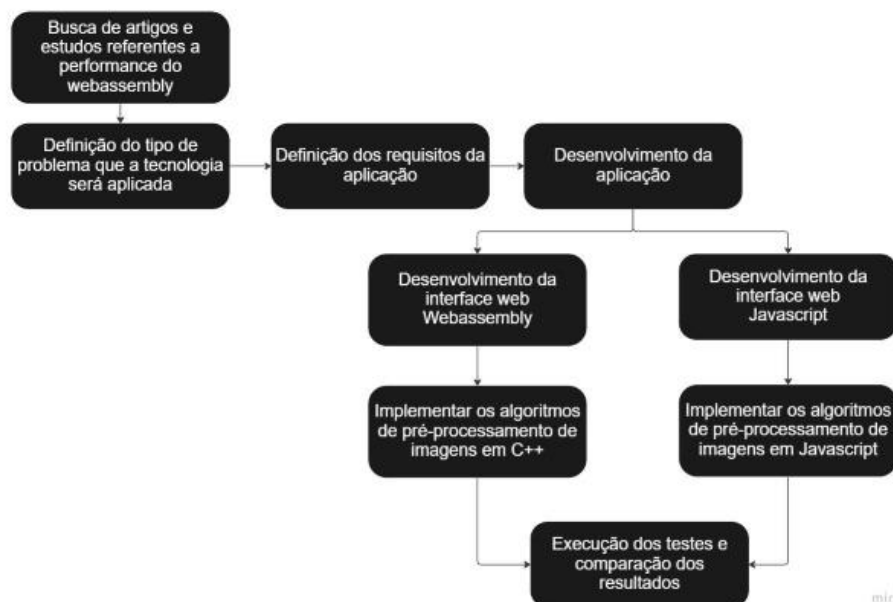 Busca de artigos e
estudos referentes a
performance do
webassembly
Definição do tipo de
problema que a tecnologia
será aplicada
Definição dos requisitos da
aplicação
Desenvolvimento da
aplicação
Desenvolvimento da
interface web
Webassembly
Desenvolvimento da
interface web
Javascript
Implementar os algoritmos
de pré-processamento de
imagens em C++
Implementar os algoritmos
de pré-processamento de
imagens em Javascript
Execução dos testes e
comparação dos
resultados